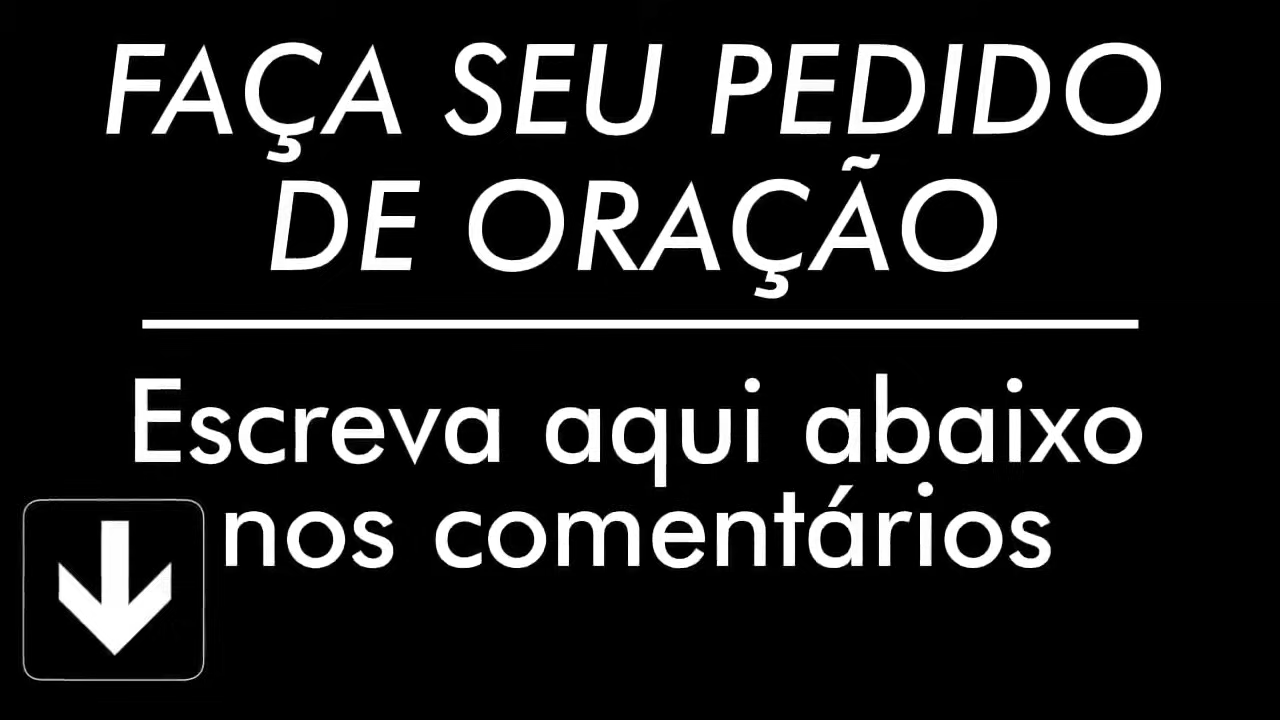 FAÇA SEU PEDIDO
DE ORAÇÃO
Escreva aqui abaixo
nos comentários